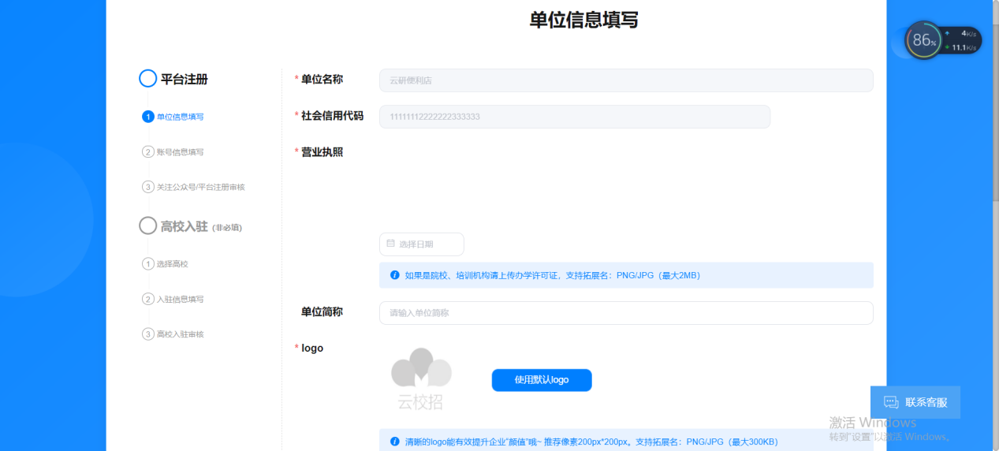 单位信息填写
86%
4K/s
11.1K/s
平台注册
1 单位信息填写
2 账号信息填写
3 关注公众号/平台注册审核
高校入驻 (非必填)
1 选择高校
2 入驻信息填写
3 高校入驻审核
* 单位名称 云研便利店
* 社会信用代码 11111112222222333333
* 营业执照
选择日期
如果是院校、培训机构请上传办学许可证，支持拓展名：PNG/JPG（最大2MB）
单位简称 请输入单位简称
* logo
云校招
使用默认logo
清晰的logo能有效提升企业"颜值"哦~ 推荐像素200px*200px。支持拓展名：PNG/JPG（最大300KB）
联系客服
激活 Windows
转到"设置"以激活 Windows。